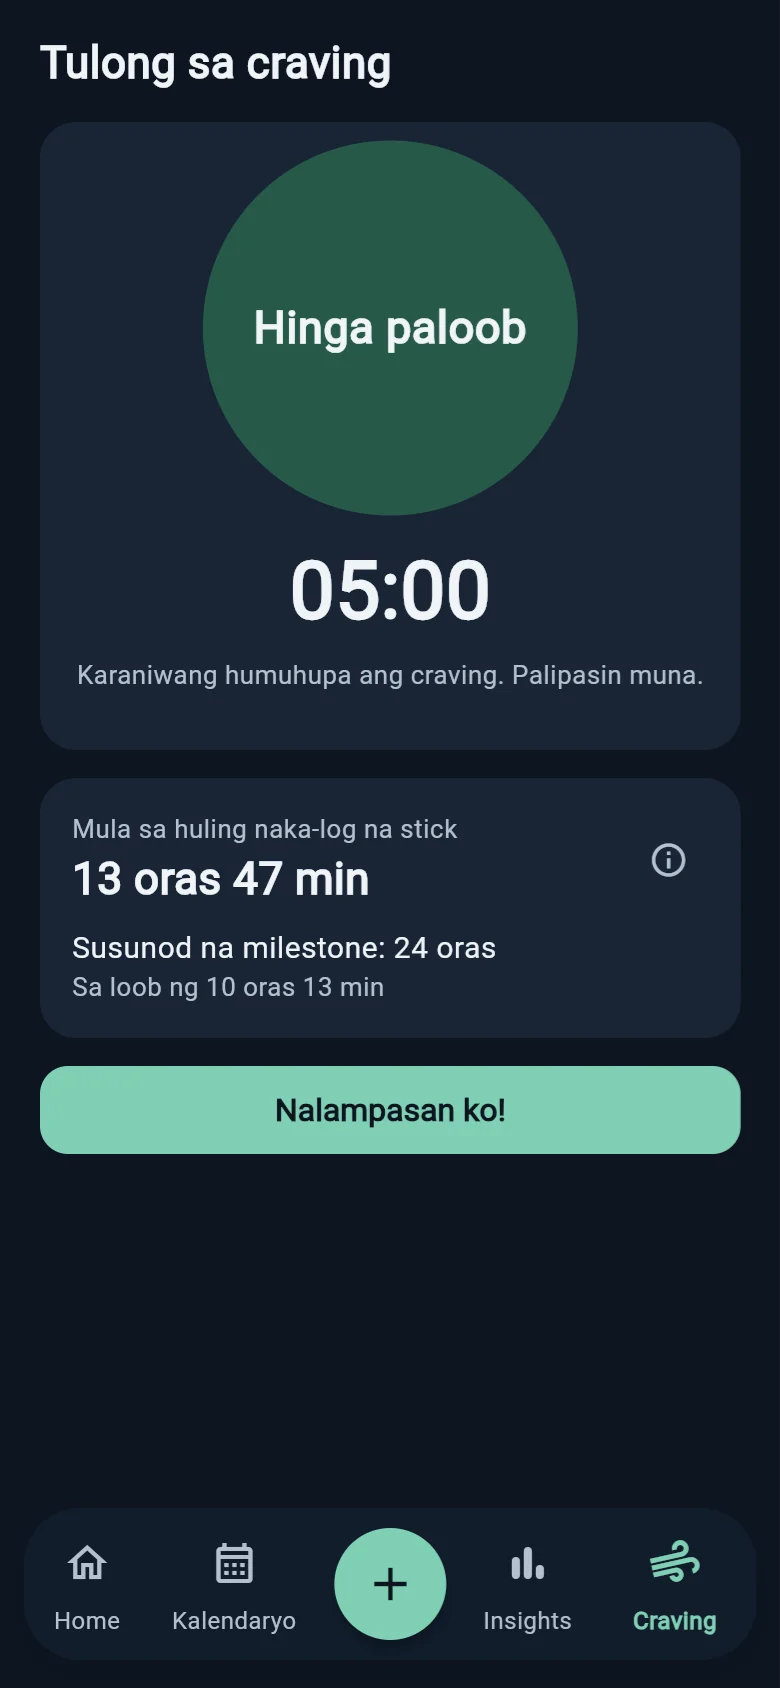 Tulong sa craving
Hinga paloob
05:00
Karaniwang humuhupa ang craving. Palipasin muna.
Mula sa huling naka-log na stick
13 oras 47 min
Susunod na milestone: 24 oras
Sa loob ng 10 oras 13 min
Nalampasan ko!
Home
Kalendaryo
Insights
Craving